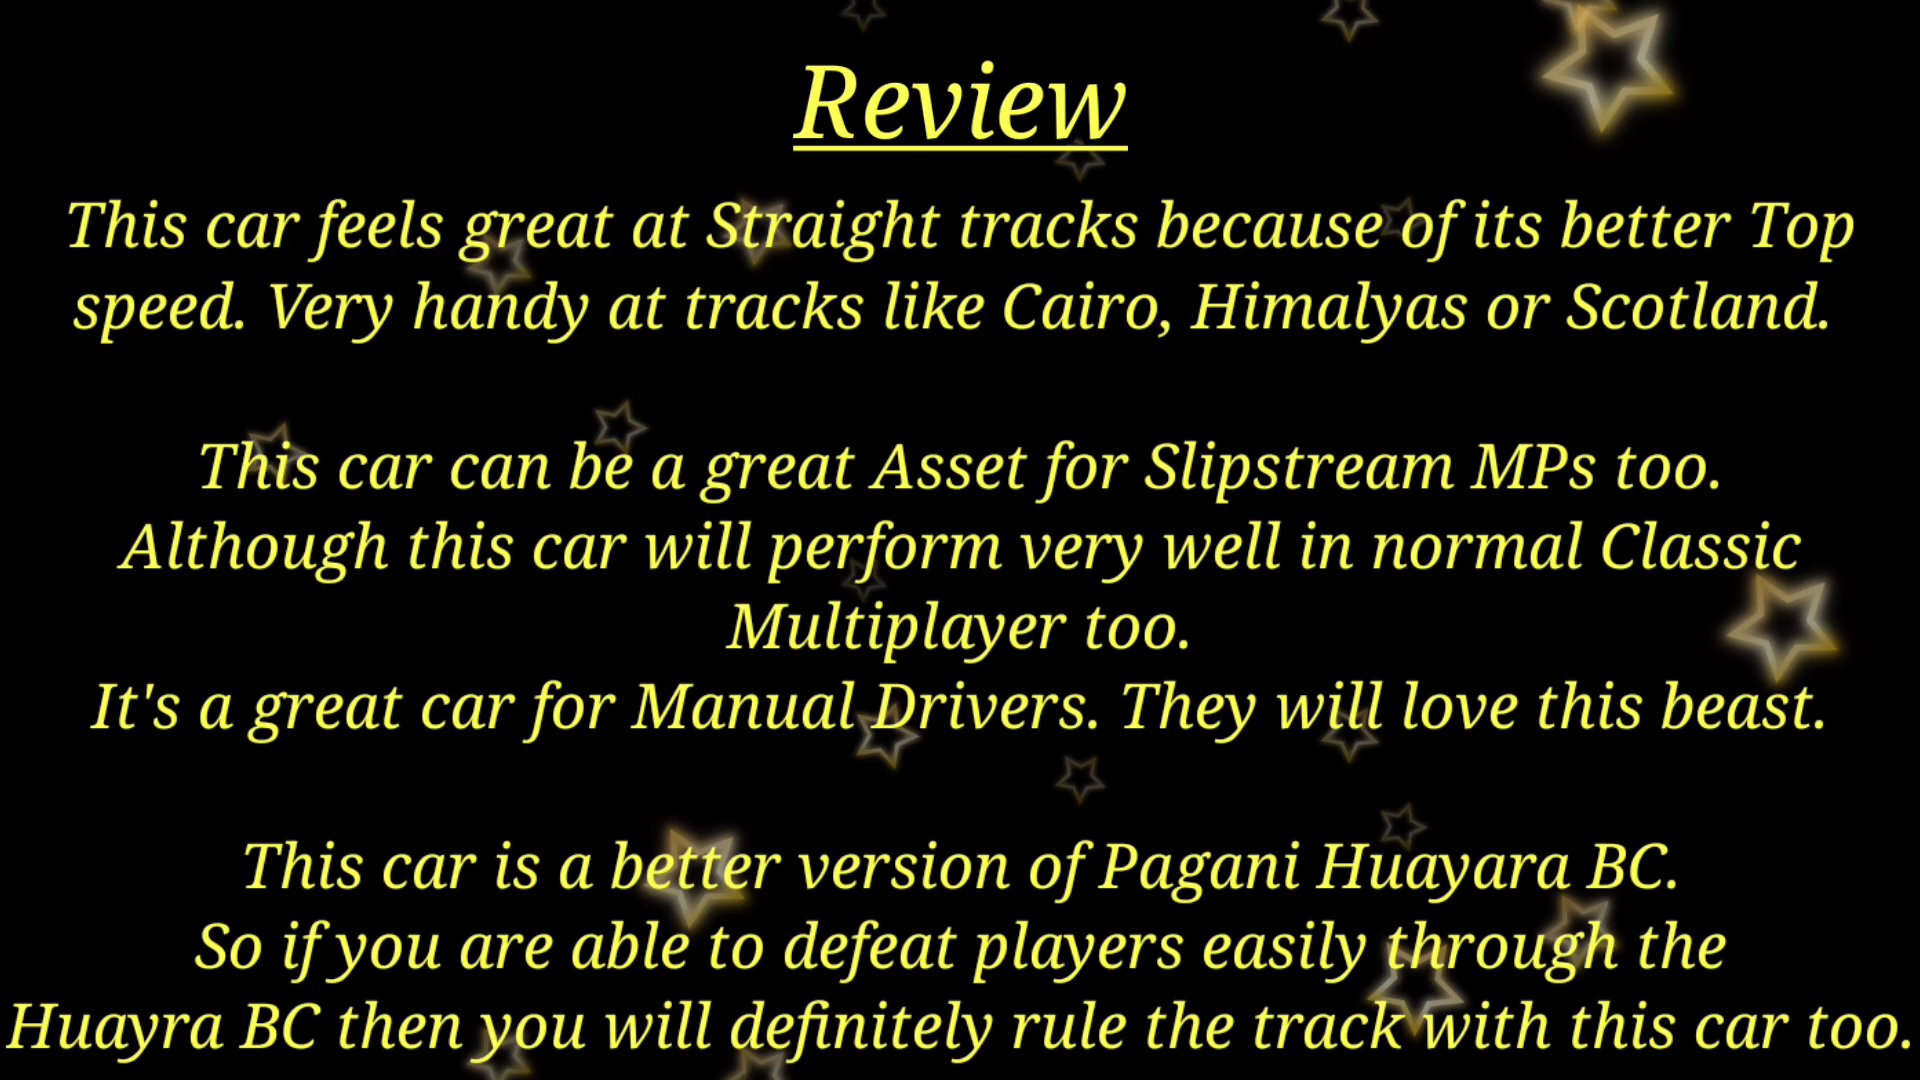 Review
This car feels great at Straight tracks because of its better Top
speed. Very handy at tracks like Cairo, Himalyas or Scotland.
This car can be a great Asset for Slipstream MPs too.
Although this car will perform very well in normal Classic
Multiplayer too.
It's a great car for Manual Drivers. They will love this beast.
This car is a better version of Pagani Huayara BC.
So if you are able to defeat players easily through the
Huayra BC then you will definitely rule the track with this car too.